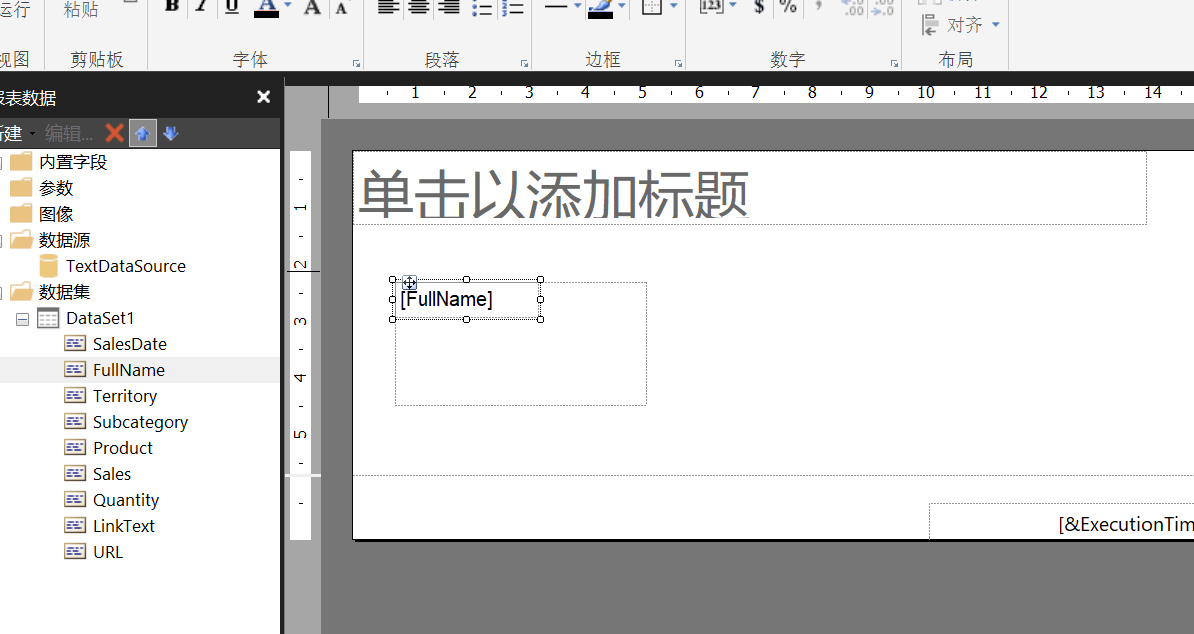 运行
粘贴
B I U A A A
123 $ % ,
对齐
视图 剪贴板 字体 段落 边框 数字 布局
报表数据
新建 编辑...
内置字段
参数
图像
数据源
TextDataSource
数据集
DataSet1
SalesDate
FullName
Territory
Subcategory
Product
Sales
Quantity
LinkText
URL
1 2 3 4 5 6 7 8 9 10 11 12 13 14
1
2
3
4
5
单击以添加标题
[FullName]
[&ExecutionTim